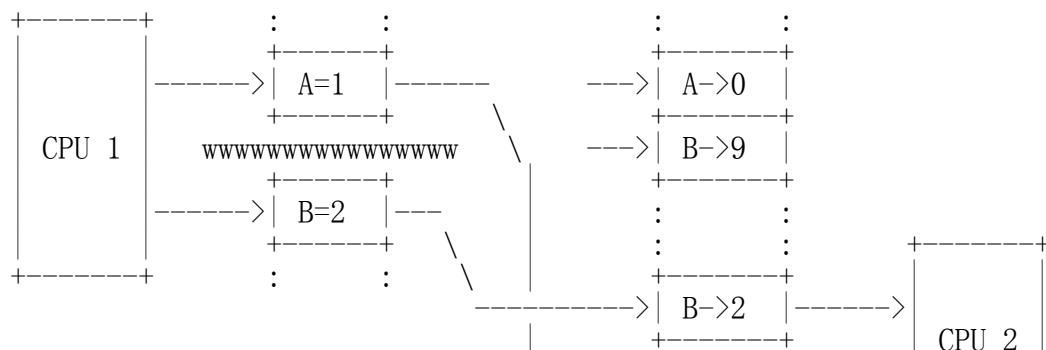 +-------+       :      :                :       :
|       |       +------+                +-------+
|       |------>| A=1  |------      --->| A->0  |
|       |       +------+      \         +-------+
| CPU 1 |   wwwwwwwwwwwwwwww   \    --->| B->9  |
|       |       +------+        |       +-------+
|       |------>| B=2  |---     |       :       :
|       |       +------+   \    |       :       :       +-------+
+-------+       :      :    \   |       +-------+       |       |
                             ---------->| B->2  |------>|       |
                                |       +-------+       | CPU 2 |